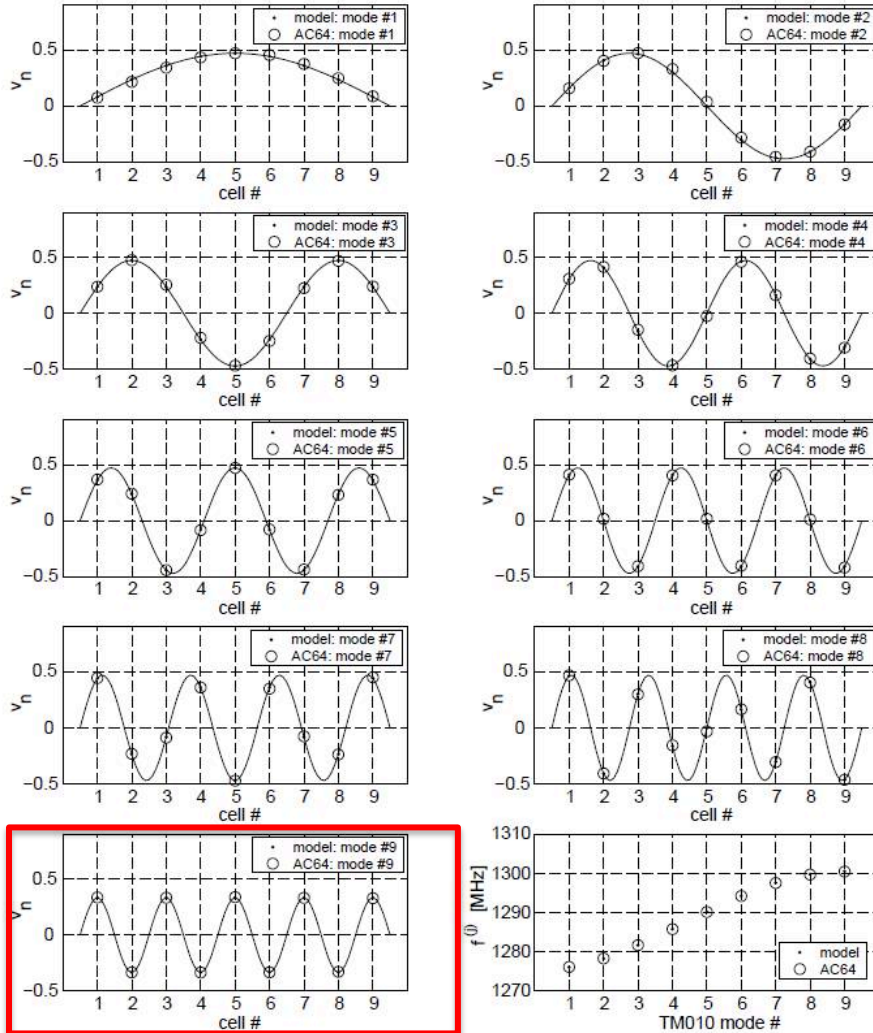 model: mode #1
AC64: mode #1
0.5
v_n
0
−0.5
1 2 3 4 5 6 7 8 9
cell #
model: mode #2
AC64: mode #2
0.5
v_n
0
−0.5
1 2 3 4 5 6 7 8 9
cell #
model: mode #3
AC64: mode #3
0.5
v_n
0
−0.5
1 2 3 4 5 6 7 8 9
cell #
model: mode #4
AC64: mode #4
0.5
v_n
0
−0.5
1 2 3 4 5 6 7 8 9
cell #
model: mode #5
AC64: mode #5
0.5
v_n
0
−0.5
1 2 3 4 5 6 7 8 9
cell #
model: mode #6
AC64: mode #6
0.5
v_n
0
−0.5
1 2 3 4 5 6 7 8 9
cell #
model: mode #7
AC64: mode #7
0.5
v_n
0
−0.5
1 2 3 4 5 6 7 8 9
cell #
model: mode #8
AC64: mode #8
0.5
v_n
0
−0.5
1 2 3 4 5 6 7 8 9
cell #
model: mode #9
AC64: mode #9
0.5
v_n
0
−0.5
1 2 3 4 5 6 7 8 9
cell #
1310
1300
1290
1280
1270
f^(j) [MHz]
model
AC64
1 2 3 4 5 6 7 8 9
TM010 mode #